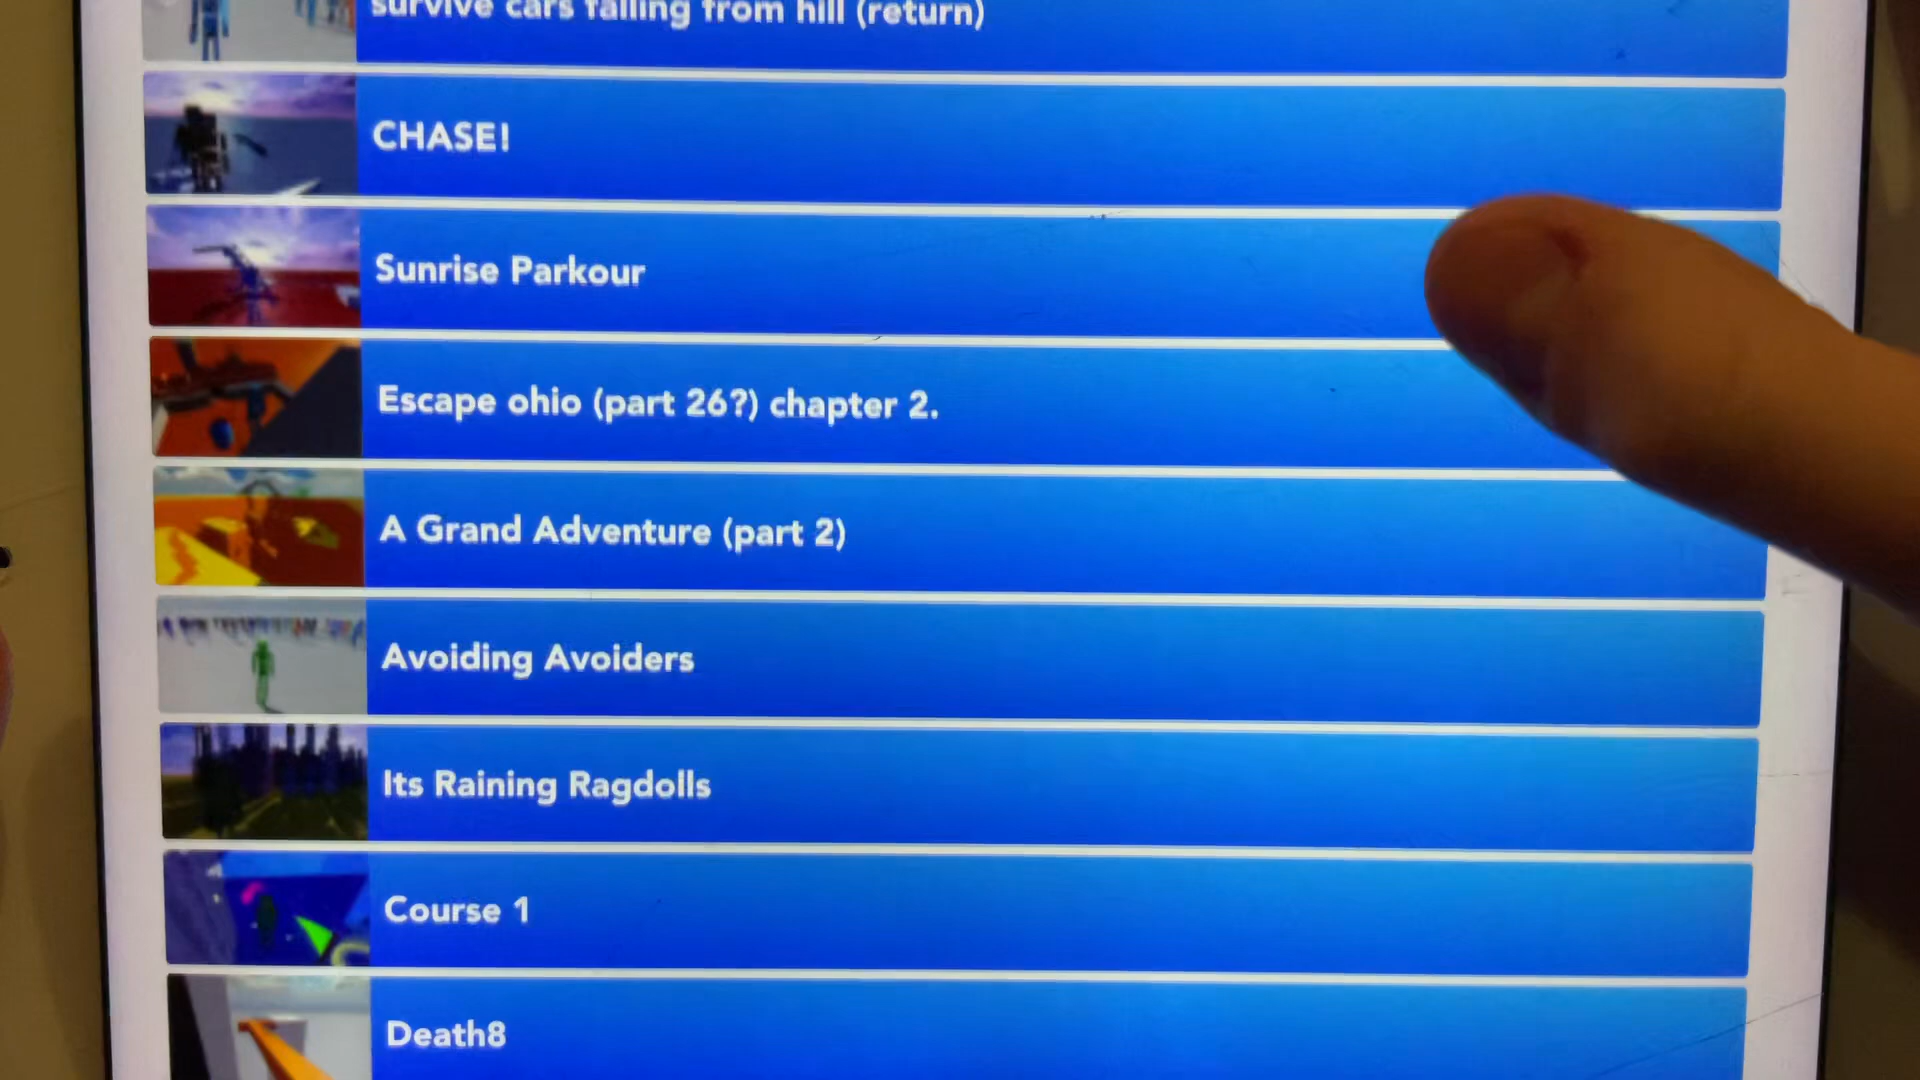 survive cars falling from hill (return)
CHASE!
Sunrise Parkour
Escape ohio (part 26?) chapter 2.
A Grand Adventure (part 2)
Avoiding Avoiders
Its Raining Ragdolls
Course 1
Death8